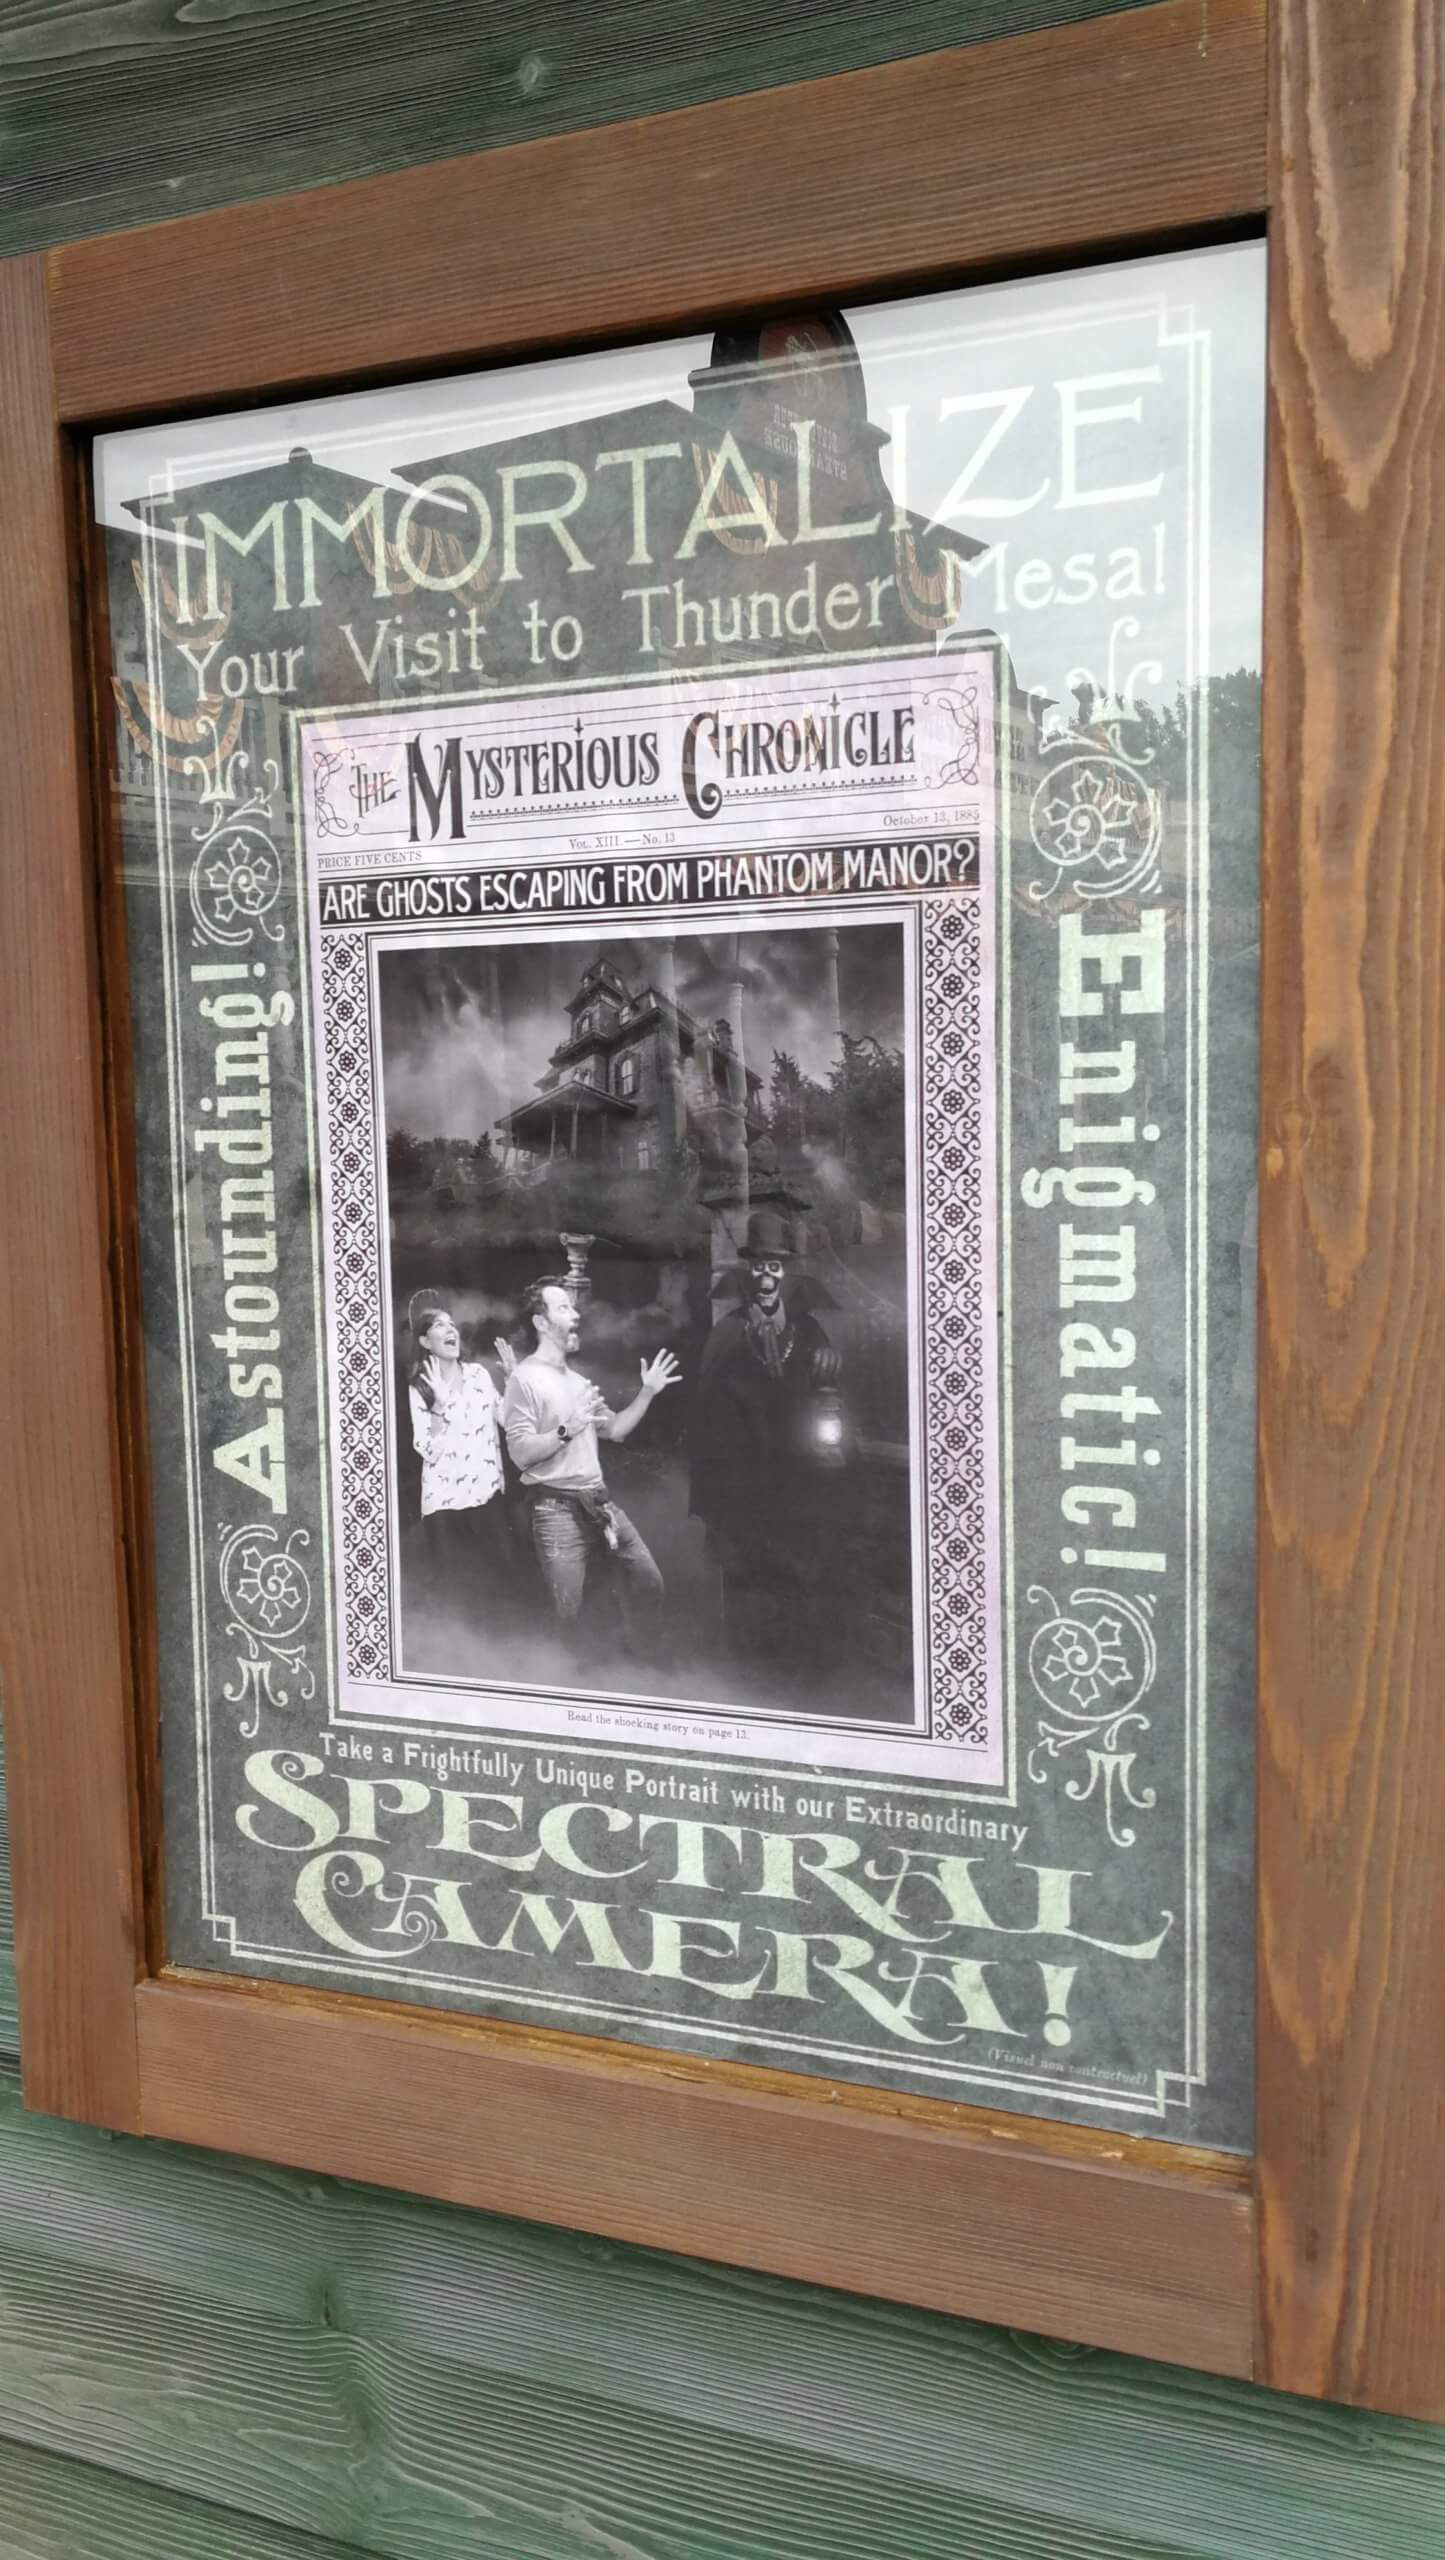 IMMORTALIZE
Your Visit to Thunder Mesa!
THE MYSTERIOUS CHRONICLE
PRICE FIVE CENTS
VOL. XIII — No. 13
October 13, 1885
ARE GHOSTS ESCAPING FROM PHANTOM MANOR?
Astounding!
Enigmatic!
Read the shocking story on page 13.
Take a Frightfully Unique Portrait with our Extraordinary
SPECTRAL
CAMERA!
(Visuel non contractuel)